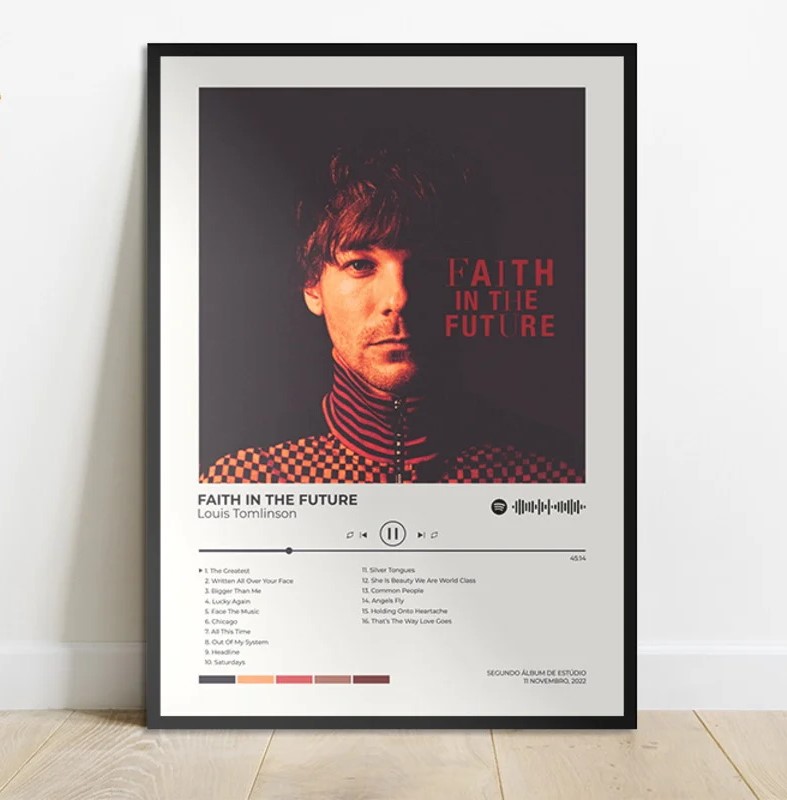 FAITH
IN THE
FUTURE
FAITH IN THE FUTURE
Louis Tomlinson
45:14
1. The Greatest
2. Written All Over Your Face
3. Bigger Than Me
4. Lucky Again
5. Face The Music
6. Chicago
7. All This Time
8. Out Of My System
9. Headline
10. Saturdays
11. Silver Tongues
12. She Is Beauty We Are World Class
13. Common People
14. Angels Fly
15. Holding Onto Heartache
16. That's The Way Love Goes
SEGUNDO ÁLBUM DE ESTÚDIO
11 NOVEMBRO, 2022